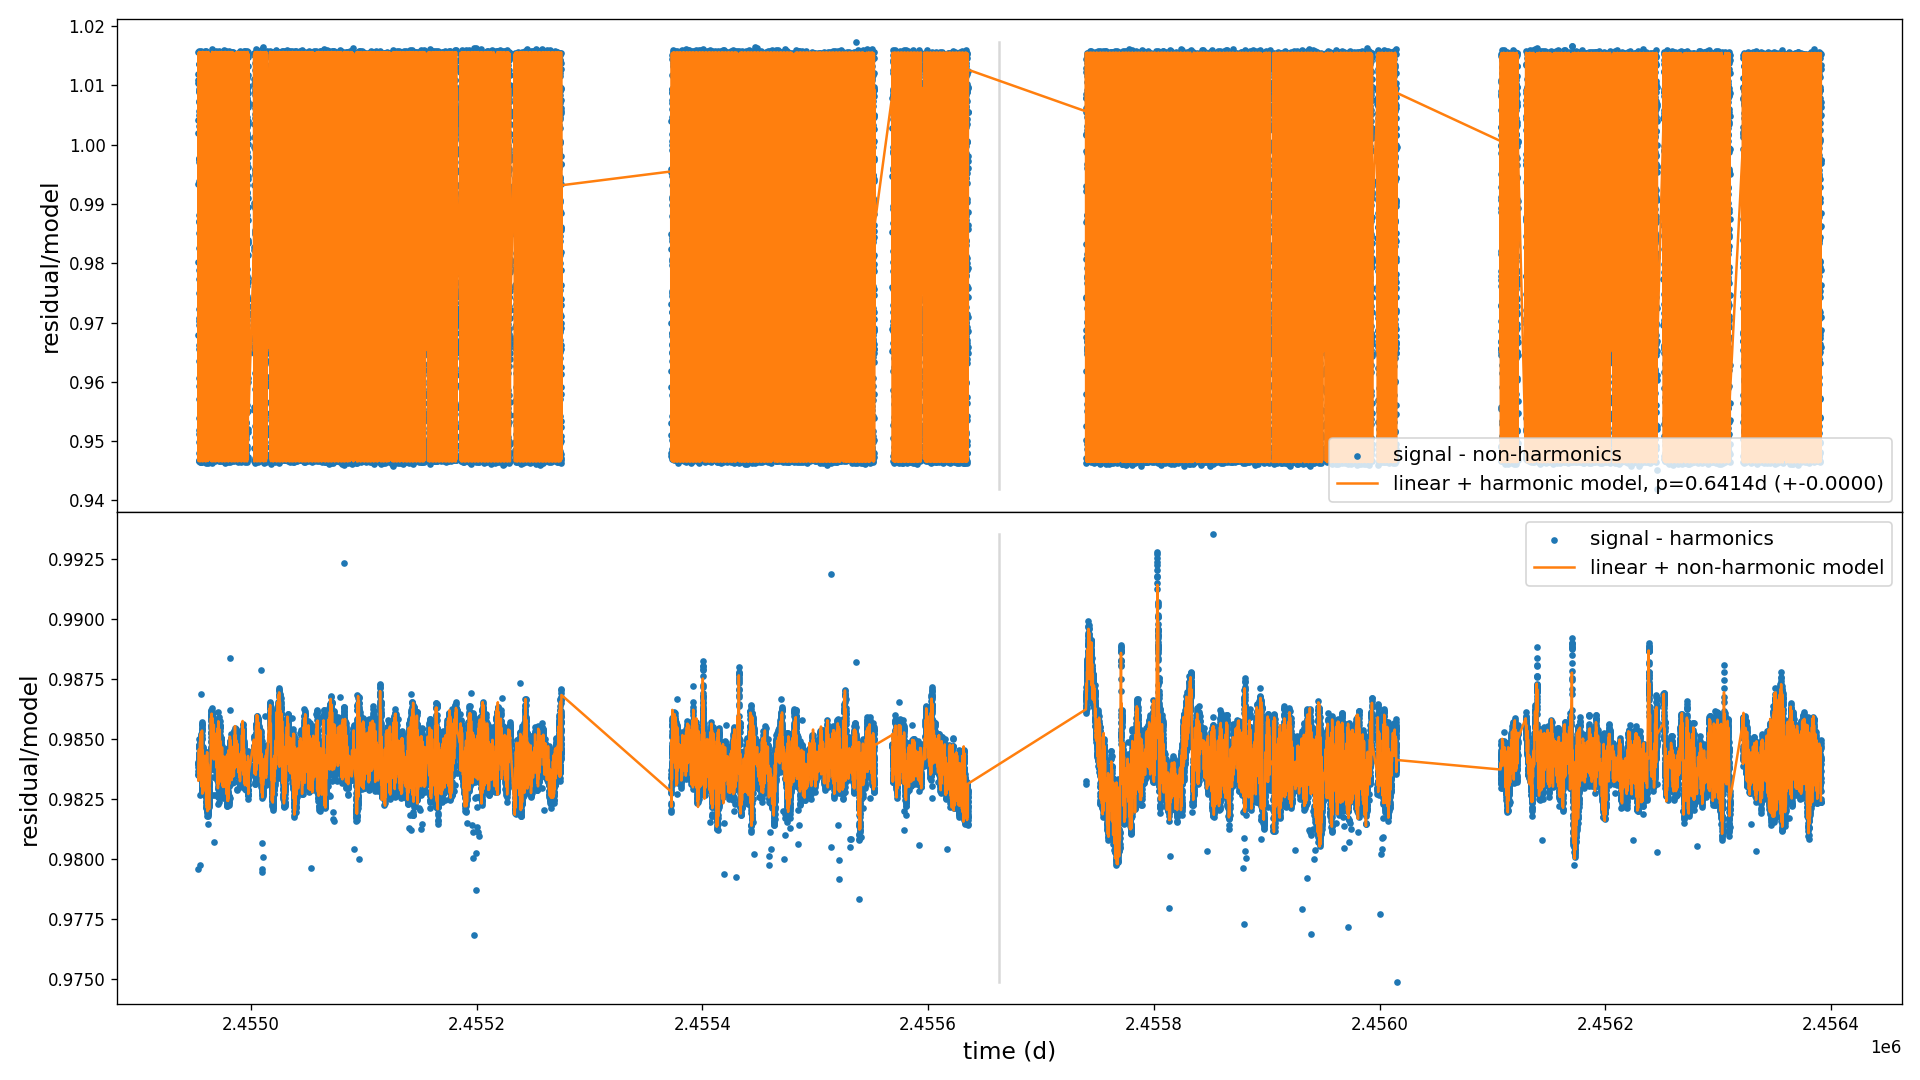 1.02
1.01
1.00
0.99
0.98
0.97
0.96
0.95
0.94
residual/model
signal - non-harmonics
linear + harmonic model, p=0.6414d (+-0.0000)
0.9925
0.9900
0.9875
0.9850
0.9825
0.9800
0.9775
0.9750
residual/model
signal - harmonics
linear + non-harmonic model
2.4550 2.4552 2.4554 2.4556 2.4558 2.4560 2.4562 2.4564
1e6
time (d)